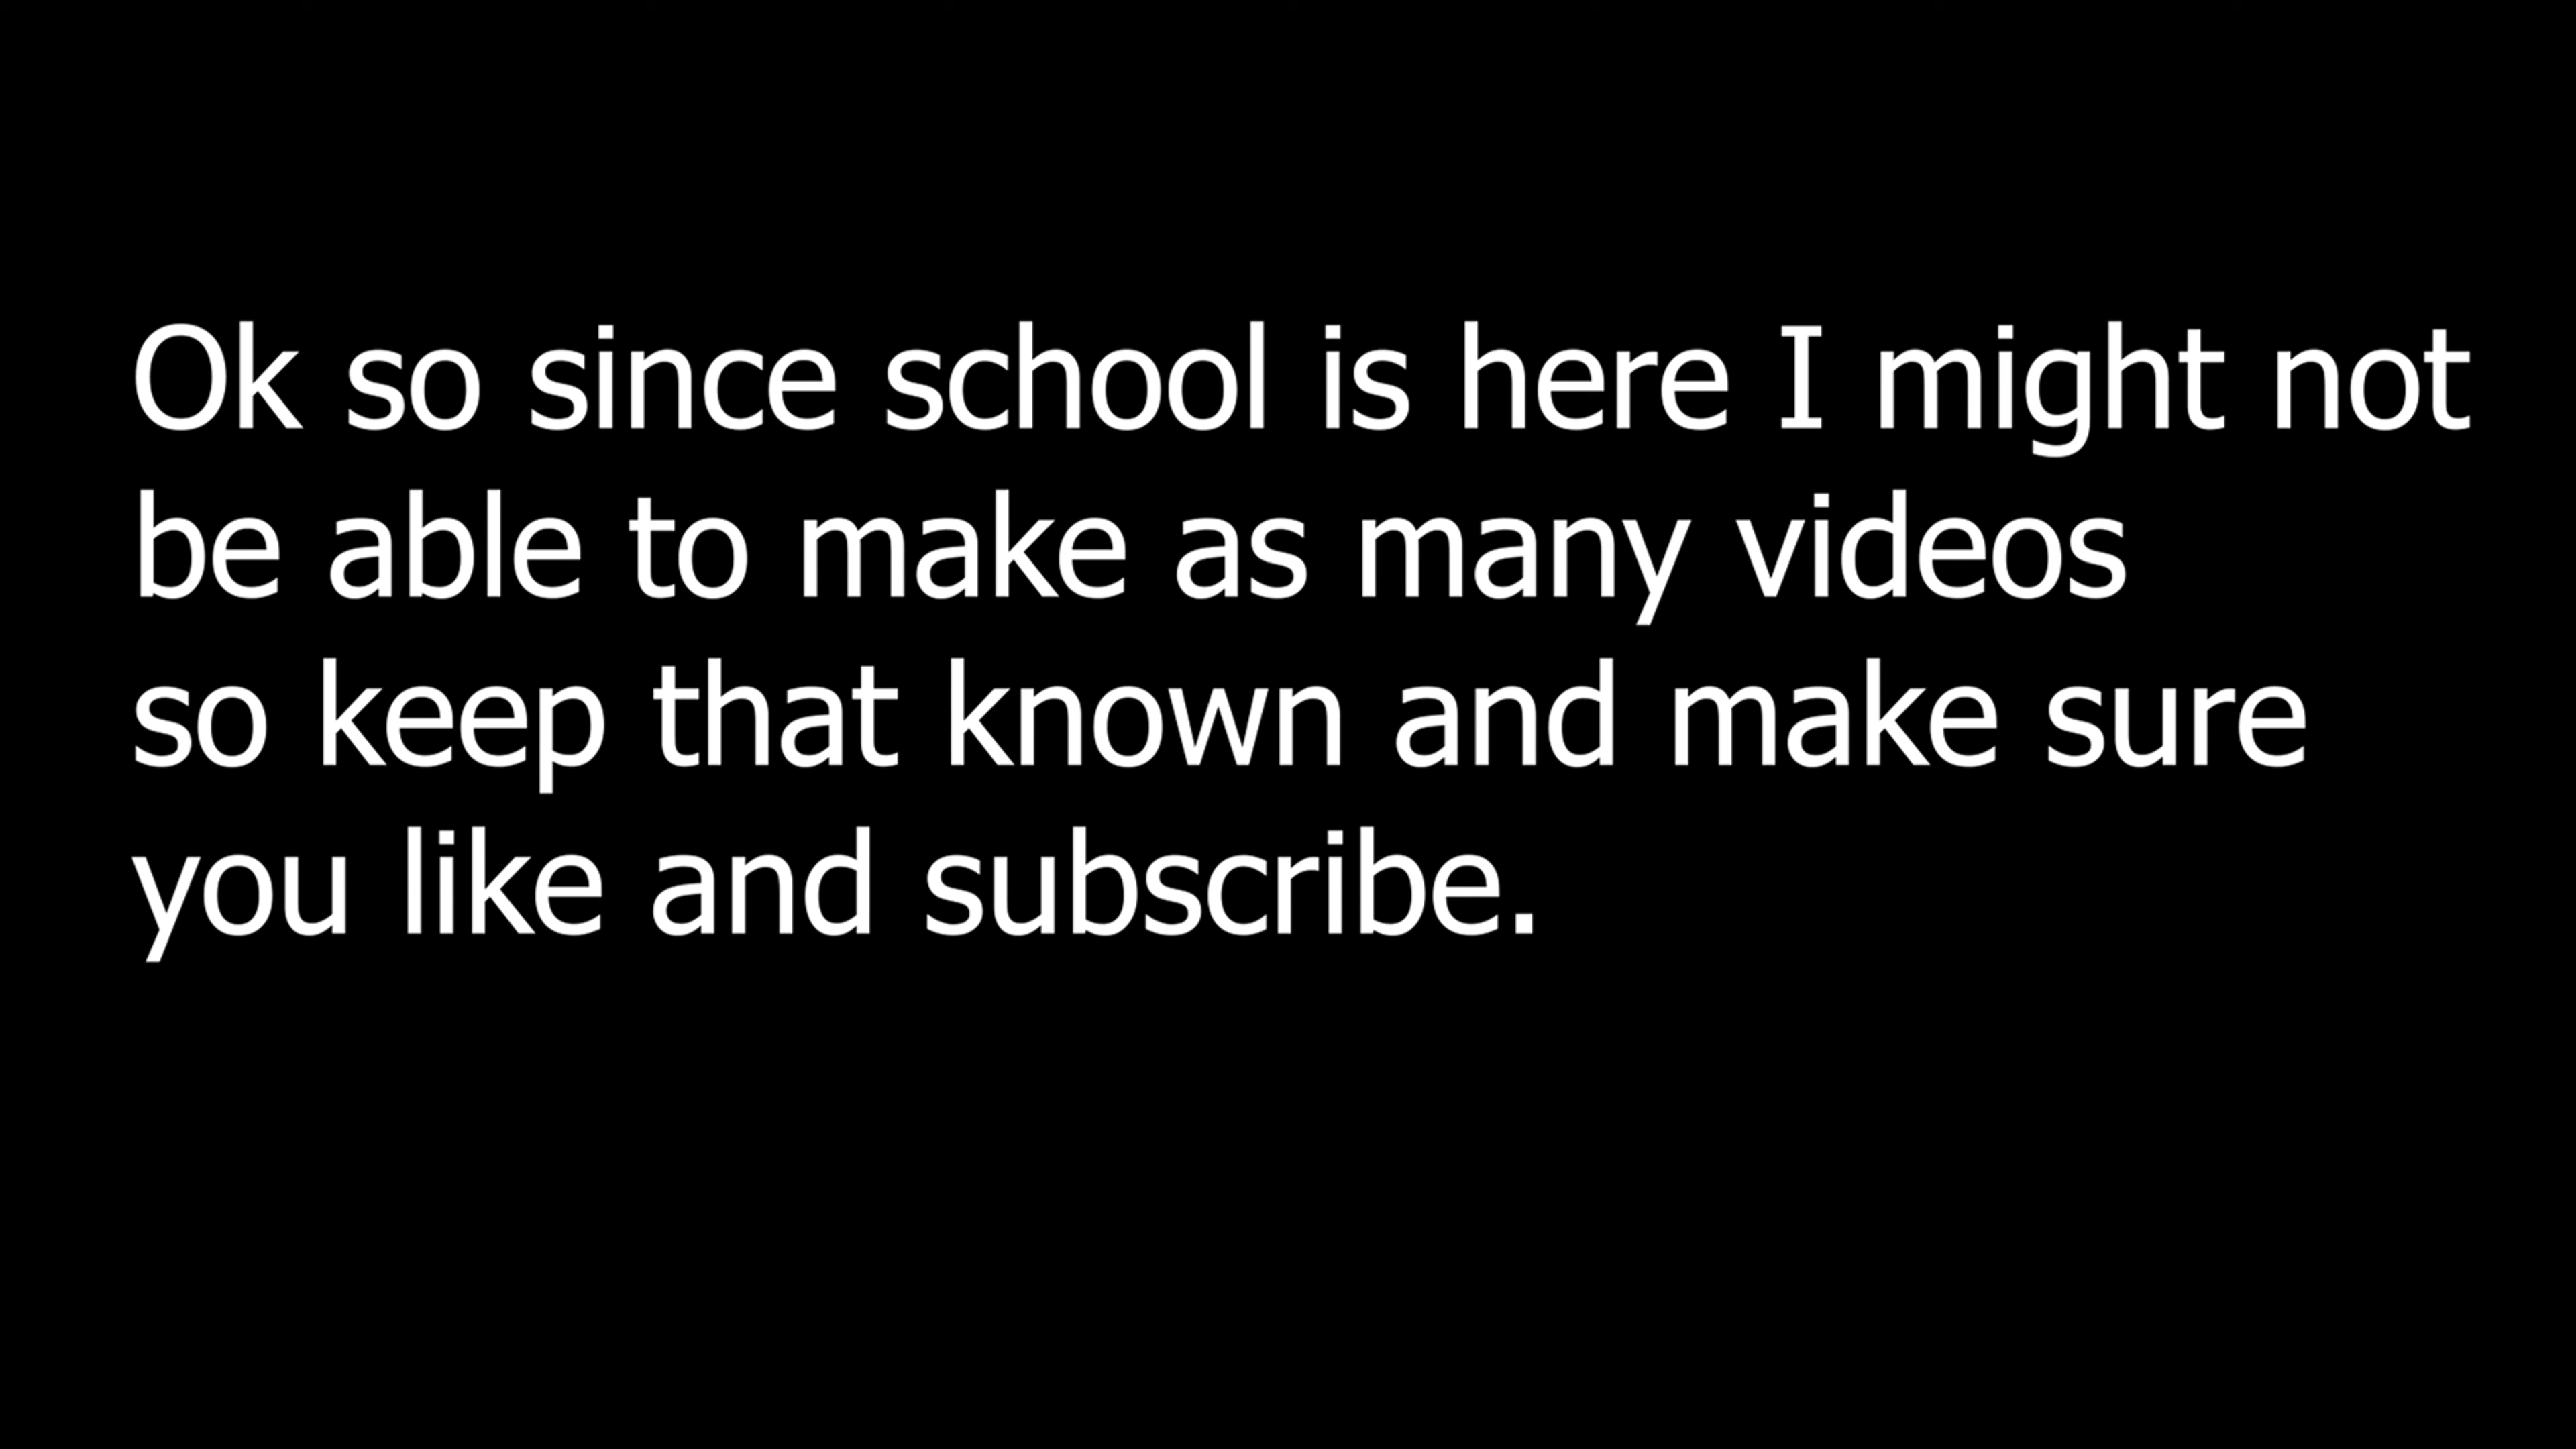 Ok so since school is here I might not
be able to make as many videos
so keep that known and make sure
you like and subscribe.